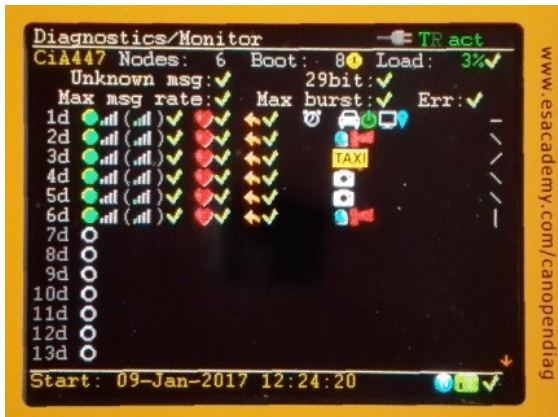 Diagnostics/Monitor TR act
CiA447 Nodes: 6 Boot: 8 Load: 3%
Unknown msg: 29bit:
Max msg rate: Max burst: Err:
1d ( )
2d ( )
3d ( ) TAXI
4d ( )
5d ( )
6d ( )
7d
8d
9d
10d
11d
12d
13d
Start: 09-Jan-2017 12:24:20
www.esacademy.com/canopendiag